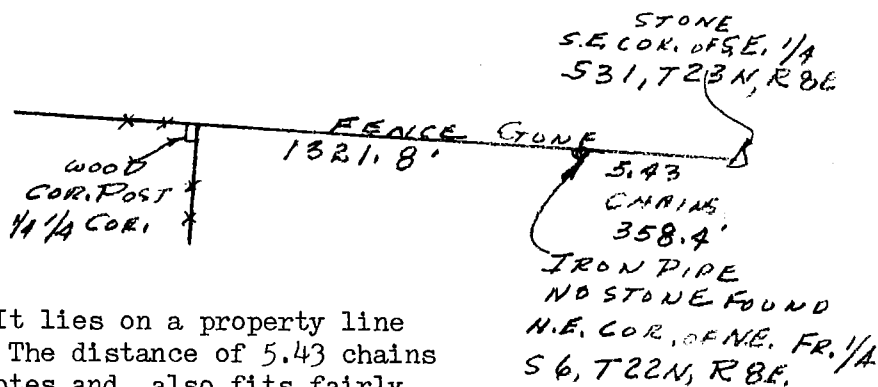 STONE
S.E. COR. OF S.E. 1/4
S31, T23N, R8E
FENCE GONE
1321.8'
WOOD
COR. POST
1/4 1/4 COR.
5.43
CHAINS
358.4'
IRON PIPE
NO STONE FOUND
N.E. COR. OF N.E. FR. 1/4
S6, T22N, R8E.
It lies on a property line
The distance of 5.43 chains
otes and also fits fairly